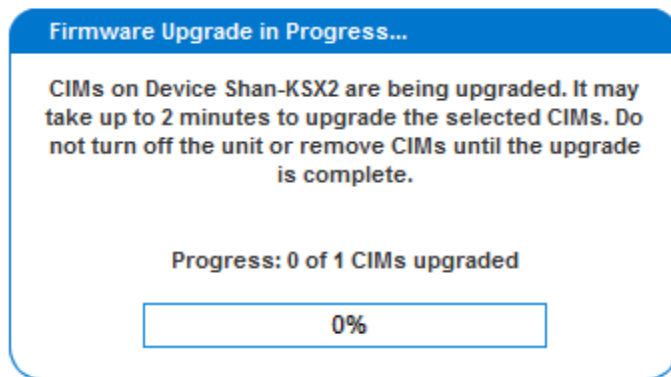 Firmware Upgrade in Progress...
CIMs on Device Shan-KSX2 are being upgraded. It may
take up to 2 minutes to upgrade the selected CIMs. Do
not turn off the unit or remove CIMs until the upgrade
is complete.
Progress: 0 of 1 CIMs upgraded
0%